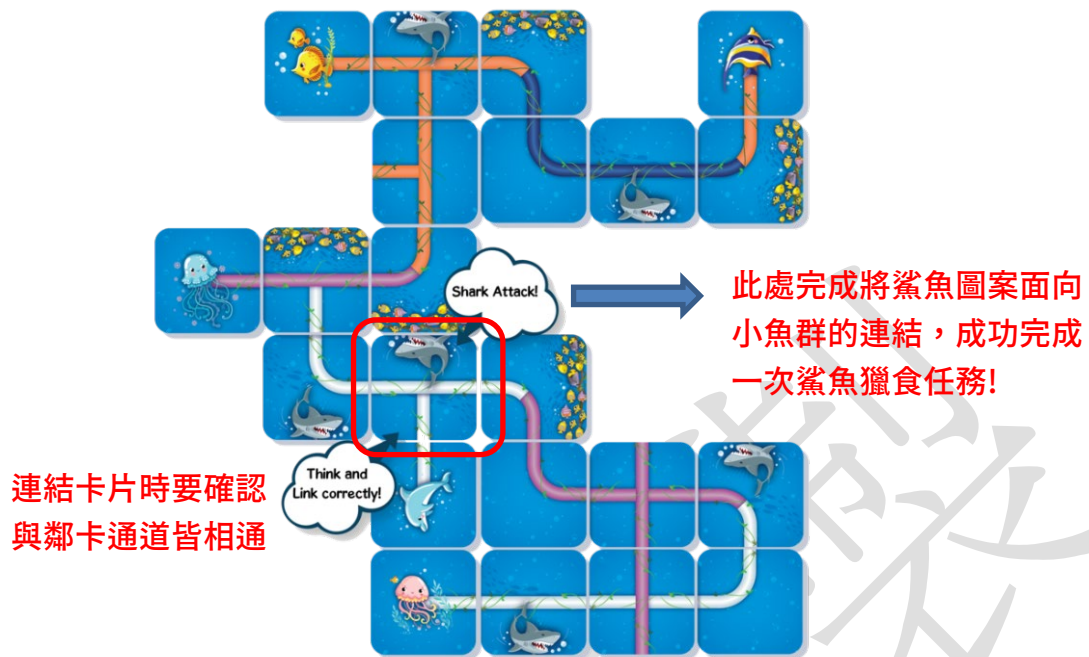 Shark Attack!
此處完成將鯊魚圖案面向
小魚群的連結，成功完成
一次鯊魚獵食任務!
Think and
Link correctly!
連結卡片時要確認
與鄰卡通道皆相通